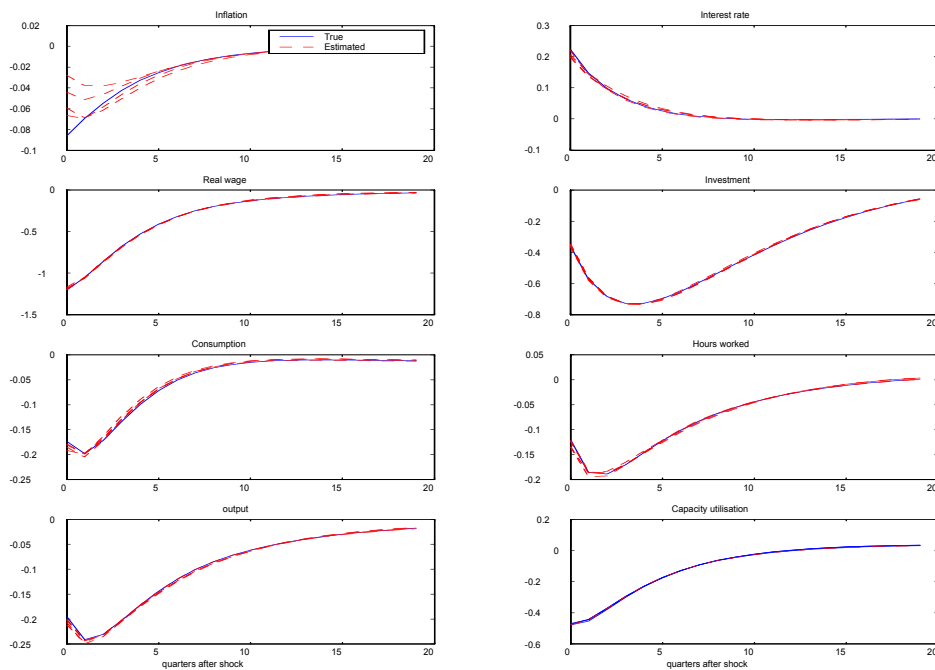 Inflation
0.02
0
-0.02
-0.04
-0.06
-0.08
-0.1
0 5 10 15 20
True
Estimated
Interest rate
0.3
0.2
0.1
0
-0.1
0 5 10 15 20
Real wage
0
-0.5
-1
-1.5
0 5 10 15 20
Investment
0
-0.2
-0.4
-0.6
-0.8
0 5 10 15 20
Consumption
0
-0.05
-0.1
-0.15
-0.2
-0.25
0 5 10 15 20
Hours worked
0.05
0
-0.05
-0.1
-0.15
-0.2
0 5 10 15 20
output
0
-0.05
-0.1
-0.15
-0.2
-0.25
0 5 10 15 20
quarters after shock
Capacity utilisation
0.2
0
-0.2
-0.4
-0.6
0 5 10 15 20
quarters after shock